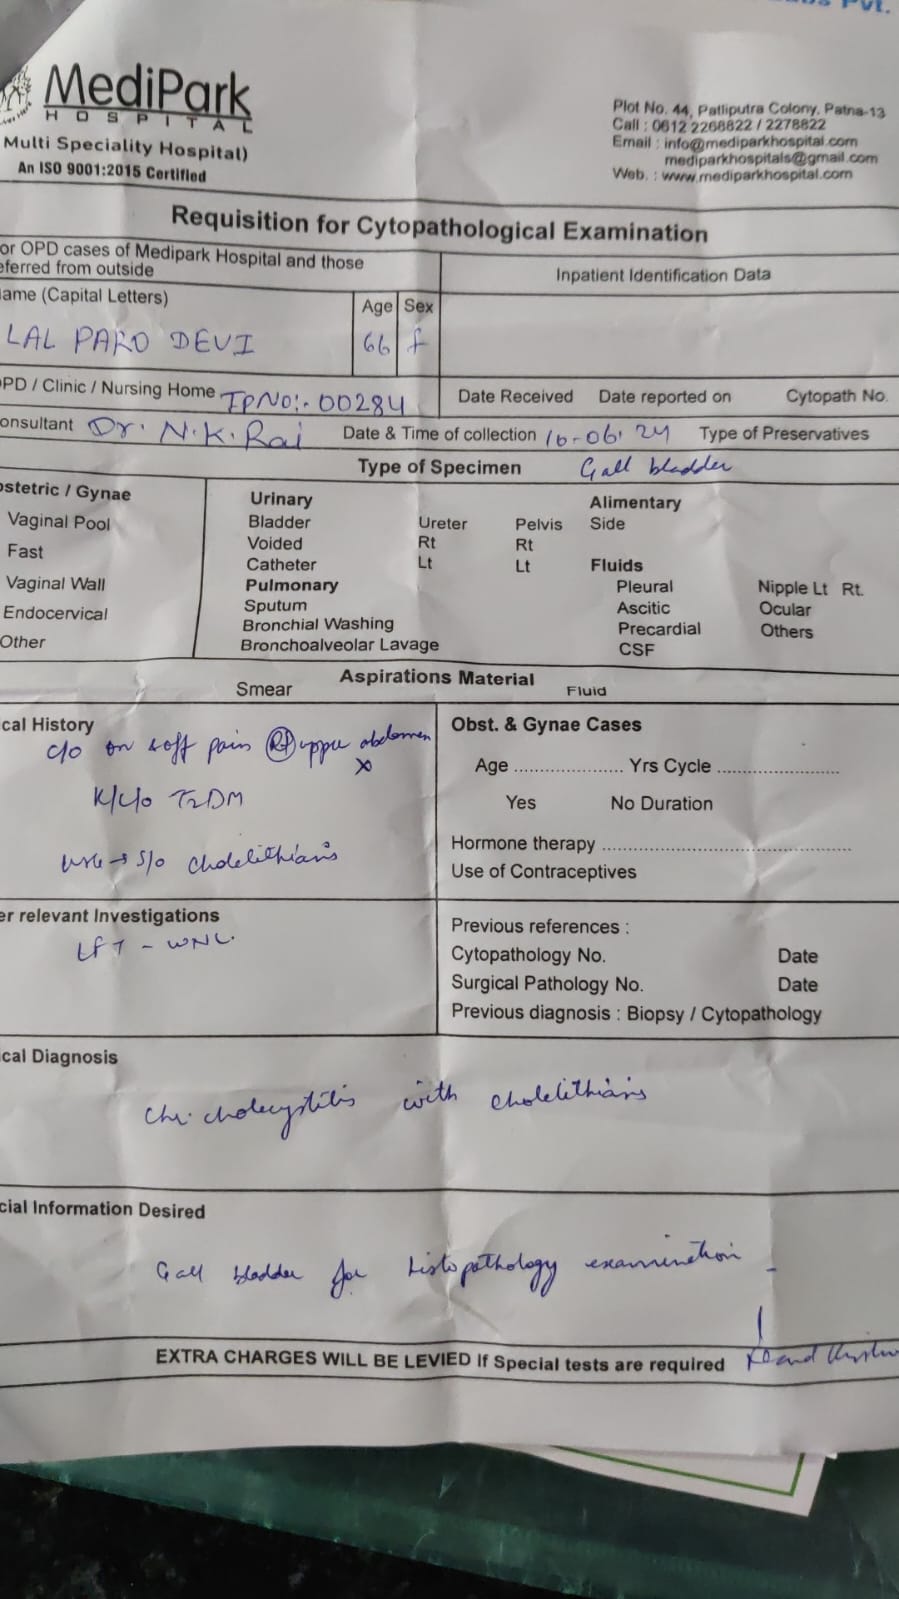 Pvt.
MediPark
HOSPITAL
Multi Speciality Hospital)
An ISO 9001:2015 Certified
Plot No. 44, Patliputra Colony, Patna-13
Call : 0612 2268822 / 2278822
Email : info@mediparkhospital.com
mediparkhospitals@gmail.com
Web. : www.mediparkhospital.com
Requisition for Cytopathological Examination
or OPD cases of Medipark Hospital and those
eferred from outside
Inpatient Identification Data
ame (Capital Letters)
Age Sex
LAL PARO DEVI
66 f
PD / Clinic / Nursing Home IPNO:- 00284
Date Received Date reported on Cytopath No.
onsultant Dr. N.K. Rai Date & Time of collection 16-06-24 Type of Preservatives
Type of Specimen Gall bladder
ostetric / Gynae
Vaginal Pool
Fast
Vaginal Wall
Endocervical
Other
Urinary
Bladder Ureter Pelvis
Voided Rt Rt
Catheter Lt Lt
Pulmonary
Sputum
Bronchial Washing
Bronchoalveolar Lavage
Alimentary
Side
Fluids
Pleural Nipple Lt Rt.
Ascitic Ocular
Precardial Others
CSF
Aspirations Material
Smear Fluid
cal History
c/o on & off pain Rt upper abdomen
x
K/c/o T2DM
USG → S/o cholelithiasis
Obst. & Gynae Cases
Age .................... Yrs Cycle ......................
Yes No Duration
Hormone therapy ..............................................
Use of Contraceptives
er relevant Investigations
LFT - WNL.
Previous references :
Cytopathology No. Date
Surgical Pathology No. Date
Previous diagnosis : Biopsy / Cytopathology
cal Diagnosis
Chr. cholecystitis with cholelithiasis
cial Information Desired
Gall bladder for histopathology examination -
EXTRA CHARGES WILL BE LEVIED If Special tests are required